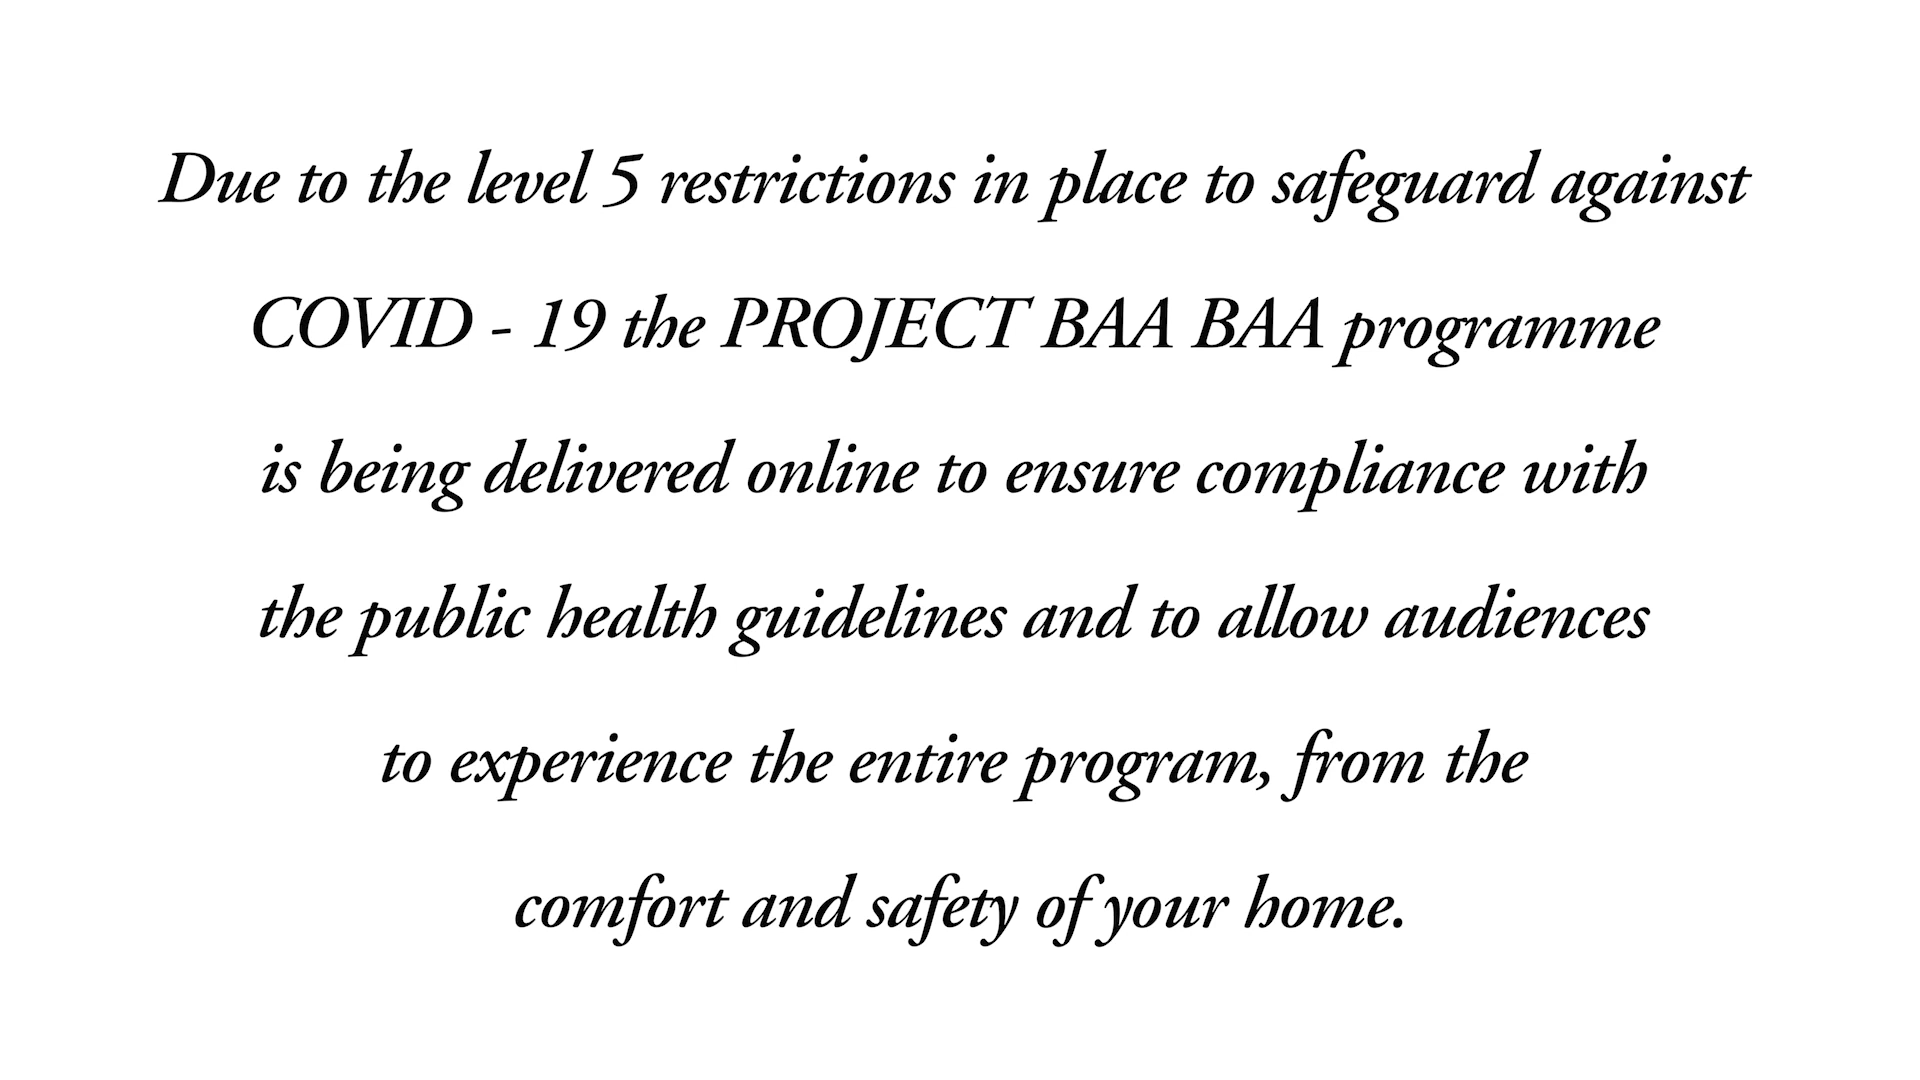 Due to the level 5 restrictions in place to safeguard against
COVID - 19 the PROJECT BAA BAA programme
is being delivered online to ensure compliance with
the public health guidelines and to allow audiences
to experience the entire program, from the
comfort and safety of your home.